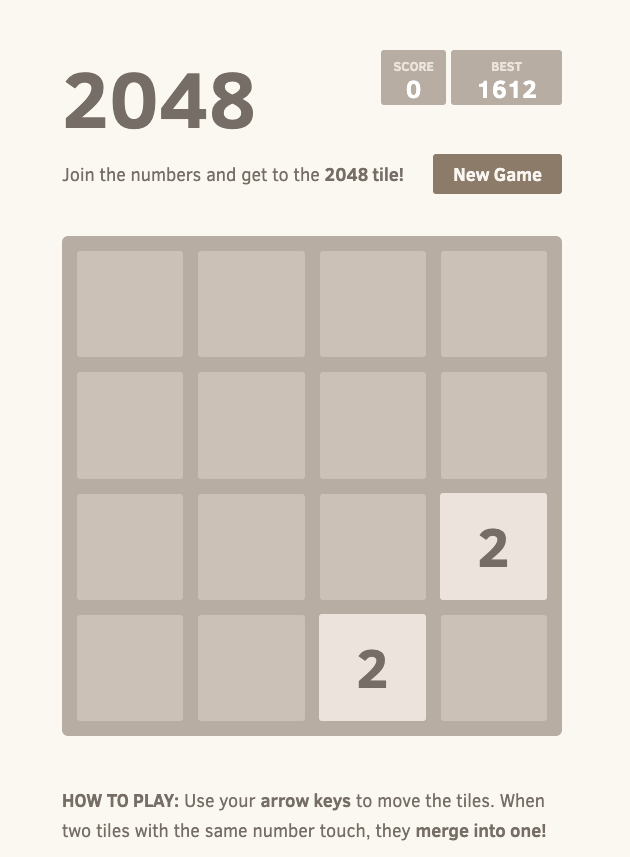 2048
SCORE
0
BEST
1612
Join the numbers and get to the 2048 tile!
New Game
2
2
HOW TO PLAY: Use your arrow keys to move the tiles. When
two tiles with the same number touch, they merge into one!